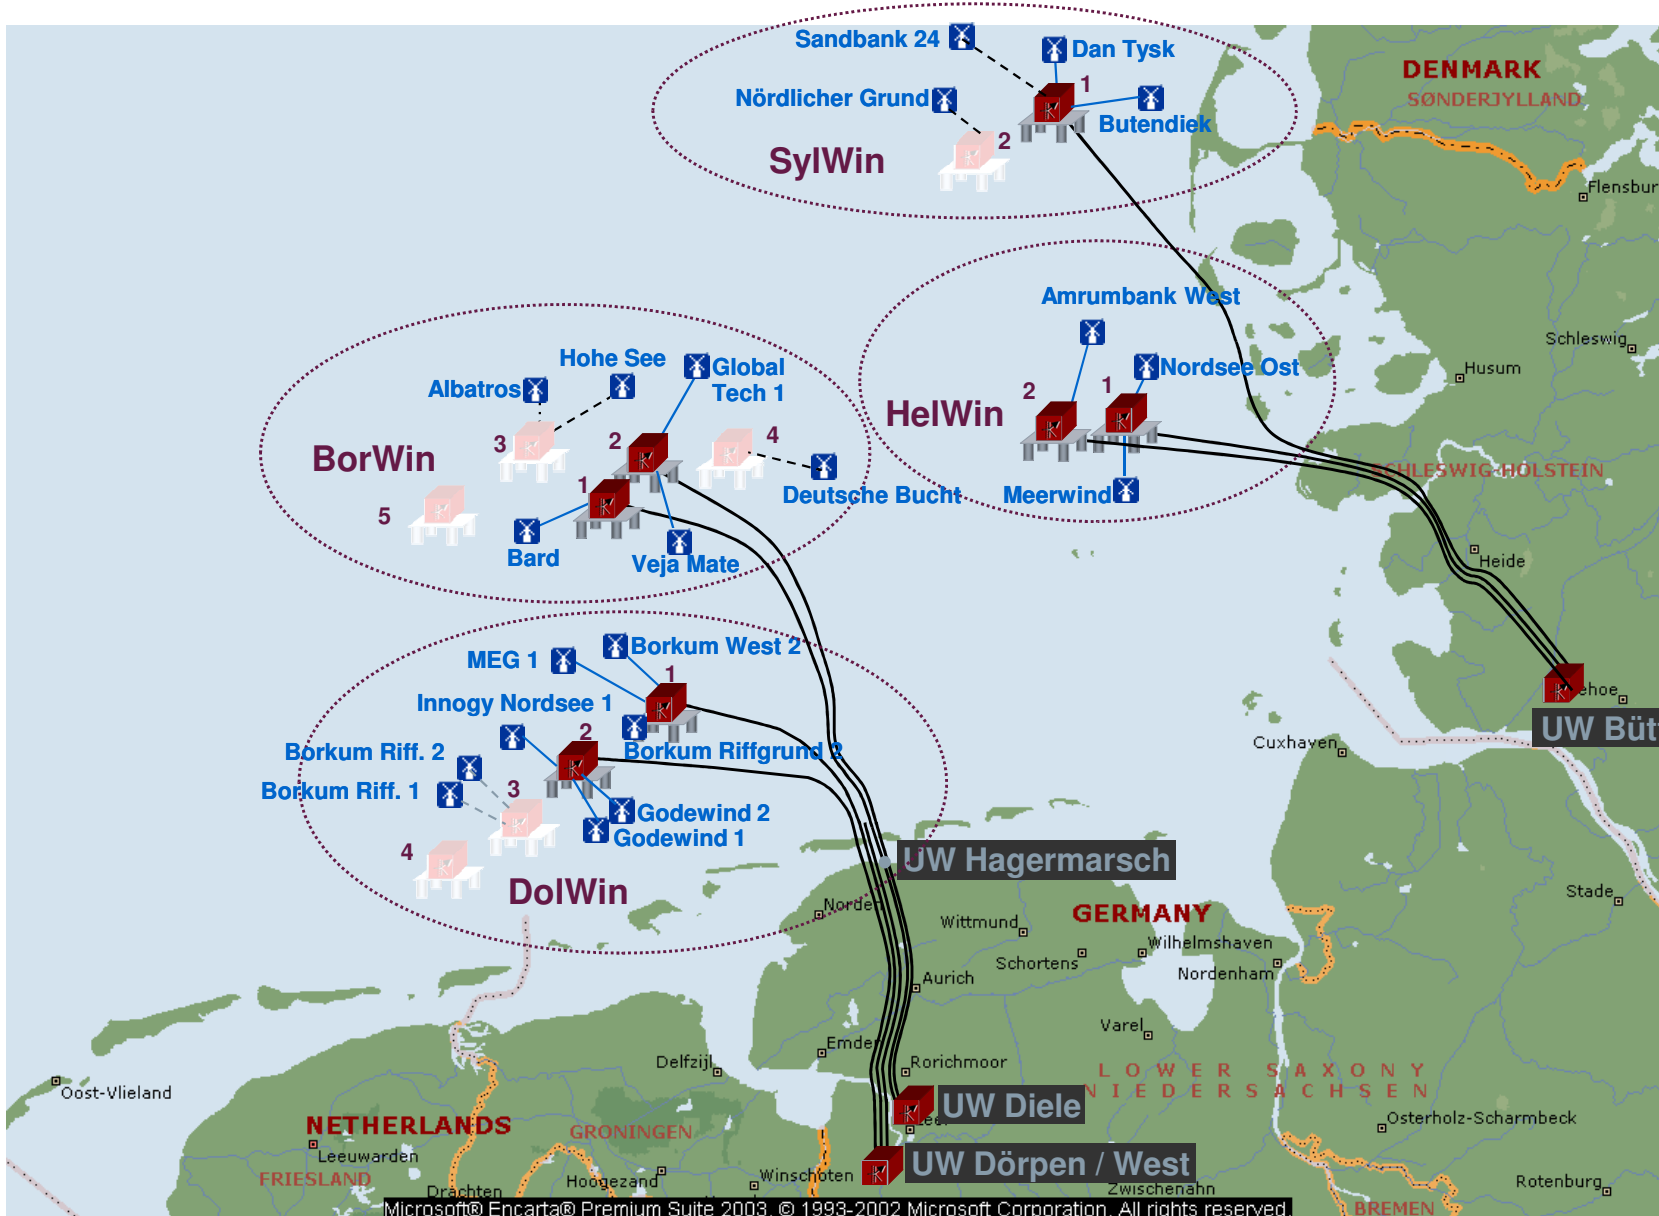 Sandbank 24
Dan Tysk
DENMARK
SØNDERJYLLAND
1
Nördlicher Grund
Butendiek
2
SylWin
Amrumbank West
Schleswig
Hohe See
Global
Tech 1
Nordsee Ost
Husum
Albatros
2
1
HelWin
3
2
4
BorWin
SCHLESWIG-HOLSTEIN
1
Deutsche Bucht
Meerwind
5
Bard
Veja Mate
Heide
Borkum West 2
MEG 1
1
Innogy Nordsee 1
2
UW
Cuxhaven
Borkum Riff. 2
Borkum Riffgrund 2
Borkum Riff. 1
3
Godewind 2
Godewind 1
4
UW Hagermarsch
DolWin
Stade
Norden
GERMANY
Wittmund
Wilhelmshaven
Schortens
Nordenham
Aurich
Varel
Emden
Delfzijl
Rorichmoor
LOWER SAXONY
NIEDERSACHSEN
Oost-Vlieland
UW Diele
Leer
NETHERLANDS
GRONINGEN
Osterholz-Scharmbeck
Leeuwarden
FRIESLAND
Hoogezand
Winschoten
UW Dörpen / West
Drachten
Zwischenahn
Rotenburg
BREMEN
Microsoft® Encarta® Premium Suite 2003. © 1993-2002 Microsoft Corporation. All rights reserved.